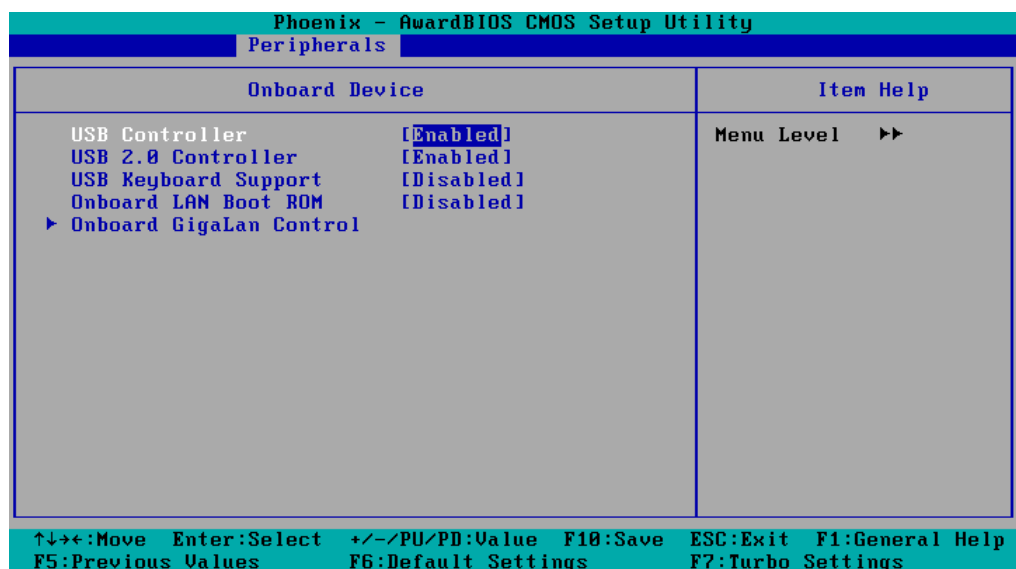 Phoenix - AwardBIOS CMOS Setup Utility
Peripherals
Onboard Device
Item Help
USB Controller [Enabled]
Menu Level ▶▶
USB 2.0 Controller [Enabled]
USB Keyboard Support [Disabled]
Onboard LAN Boot ROM [Disabled]
▶ Onboard GigaLan Control
↑↓→←:Move Enter:Select +/-/PU/PD:Value F10:Save ESC:Exit F1:General Help
F5:Previous Values F6:Default Settings F7:Turbo Settings